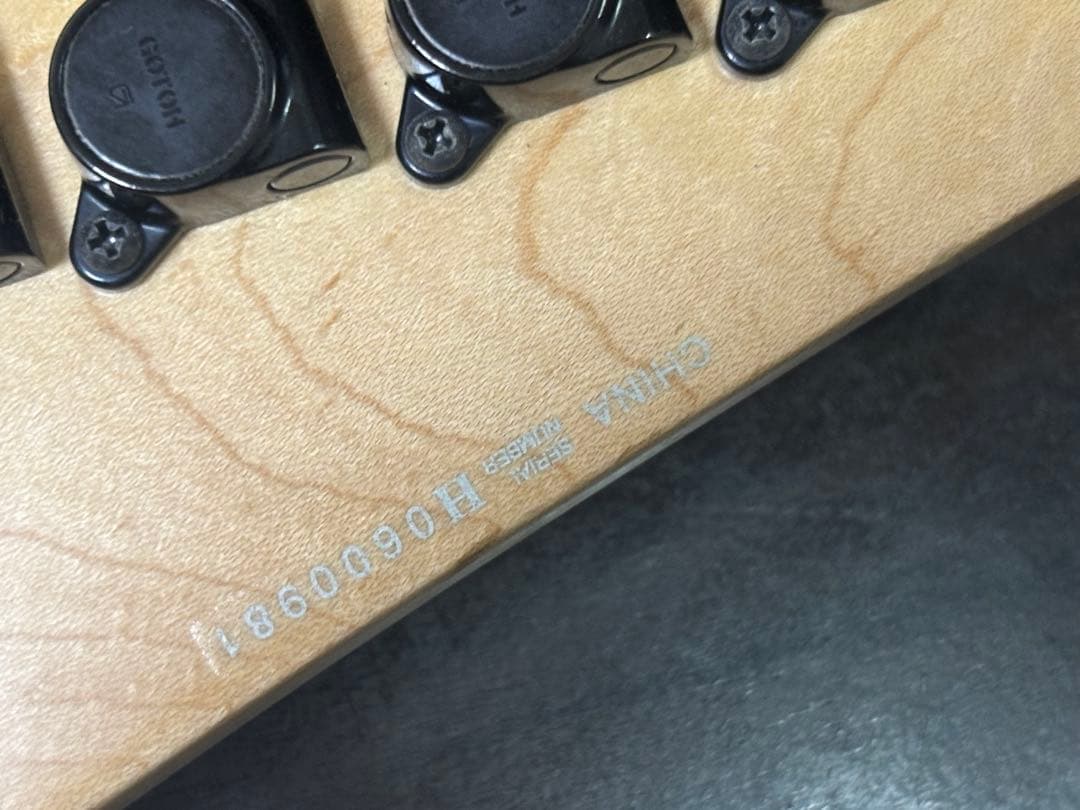 GOTOH
H
CHINA
SERIAL
NUMBER
H0600981